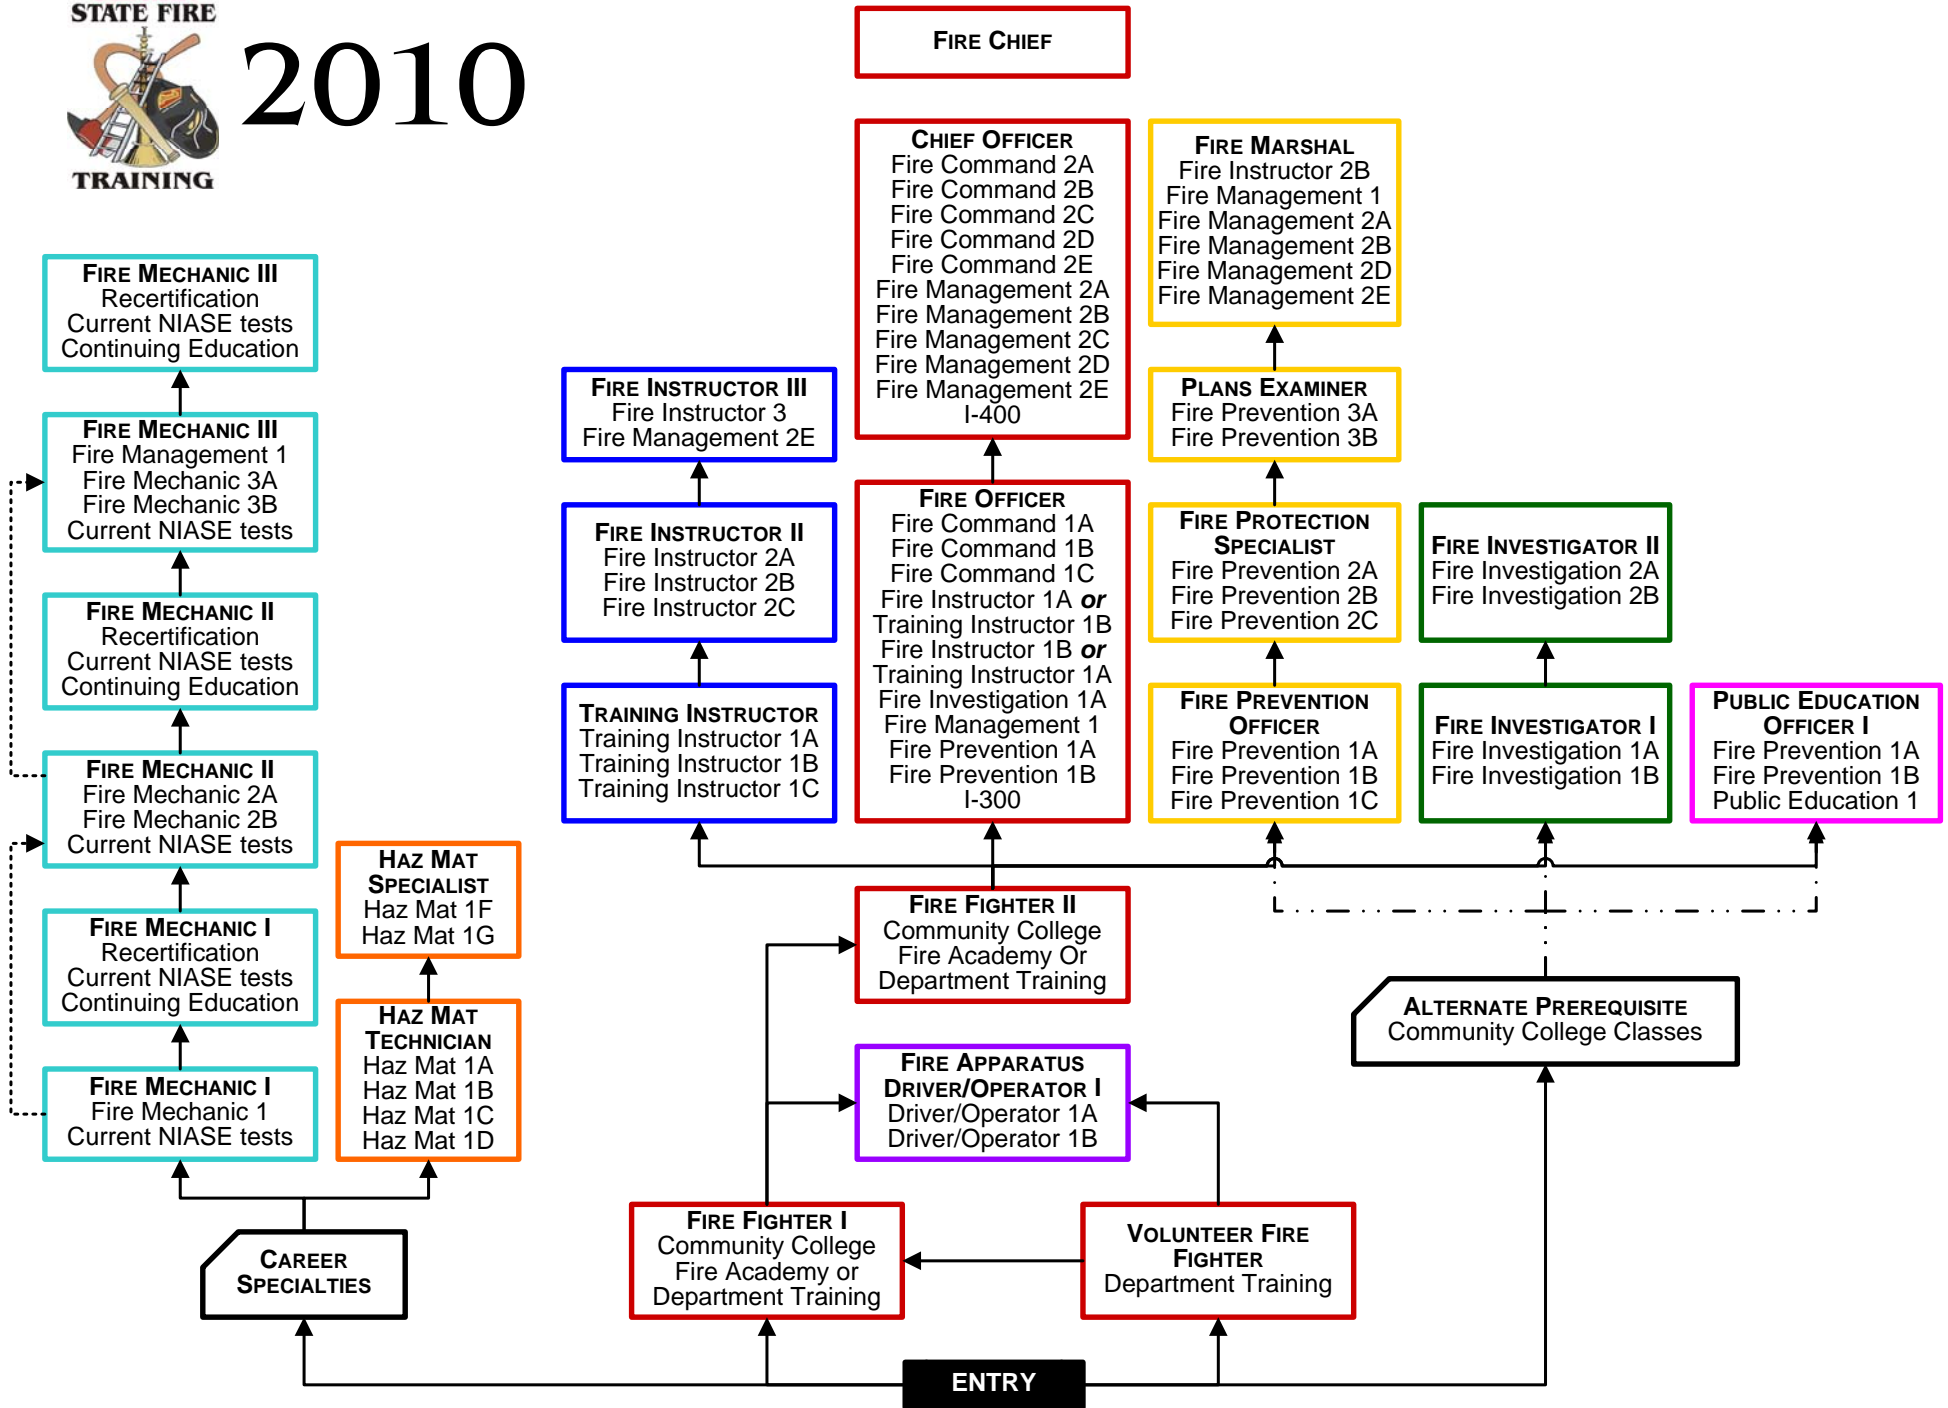 STATE FIRE
TRAINING
2010
FIRE CHIEF
CHIEF OFFICER
Fire Command 2A
Fire Command 2B
Fire Command 2C
Fire Command 2D
Fire Command 2E
Fire Management 2A
Fire Management 2B
Fire Management 2C
Fire Management 2D
Fire Management 2E
I-400
FIRE MARSHAL
Fire Instructor 2B
Fire Management 1
Fire Management 2A
Fire Management 2B
Fire Management 2D
Fire Management 2E
FIRE MECHANIC III
Recertification
Current NIASE tests
Continuing Education
FIRE INSTRUCTOR III
Fire Instructor 3
Fire Management 2E
PLANS EXAMINER
Fire Prevention 3A
Fire Prevention 3B
FIRE MECHANIC III
Fire Management 1
Fire Mechanic 3A
Fire Mechanic 3B
Current NIASE tests
FIRE INSTRUCTOR II
Fire Instructor 2A
Fire Instructor 2B
Fire Instructor 2C
FIRE OFFICER
Fire Command 1A
Fire Command 1B
Fire Command 1C
Fire Instructor 1A or
Training Instructor 1B
Fire Instructor 1B or
Training Instructor 1A
Fire Investigation 1A
Fire Management 1
Fire Prevention 1A
Fire Prevention 1B
I-300
FIRE PROTECTION
SPECIALIST
Fire Prevention 2A
Fire Prevention 2B
Fire Prevention 2C
FIRE INVESTIGATOR II
Fire Investigation 2A
Fire Investigation 2B
FIRE MECHANIC II
Recertification
Current NIASE tests
Continuing Education
TRAINING INSTRUCTOR
Training Instructor 1A
Training Instructor 1B
Training Instructor 1C
FIRE PREVENTION
OFFICER
Fire Prevention 1A
Fire Prevention 1B
Fire Prevention 1C
FIRE INVESTIGATOR I
Fire Investigation 1A
Fire Investigation 1B
PUBLIC EDUCATION
OFFICER I
Fire Prevention 1A
Fire Prevention 1B
Public Education 1
FIRE MECHANIC II
Fire Mechanic 2A
Fire Mechanic 2B
Current NIASE tests
HAZ MAT
SPECIALIST
Haz Mat 1F
Haz Mat 1G
FIRE FIGHTER II
Community College
Fire Academy Or
Department Training
FIRE MECHANIC I
Recertification
Current NIASE tests
Continuing Education
HAZ MAT
TECHNICIAN
Haz Mat 1A
Haz Mat 1B
Haz Mat 1C
Haz Mat 1D
ALTERNATE PREREQUISITE
Community College Classes
FIRE MECHANIC I
Fire Mechanic 1
Current NIASE tests
FIRE APPARATUS
DRIVER/OPERATOR I
Driver/Operator 1A
Driver/Operator 1B
CAREER
SPECIALTIES
FIRE FIGHTER I
Community College
Fire Academy or
Department Training
VOLUNTEER FIRE
FIGHTER
Department Training
ENTRY